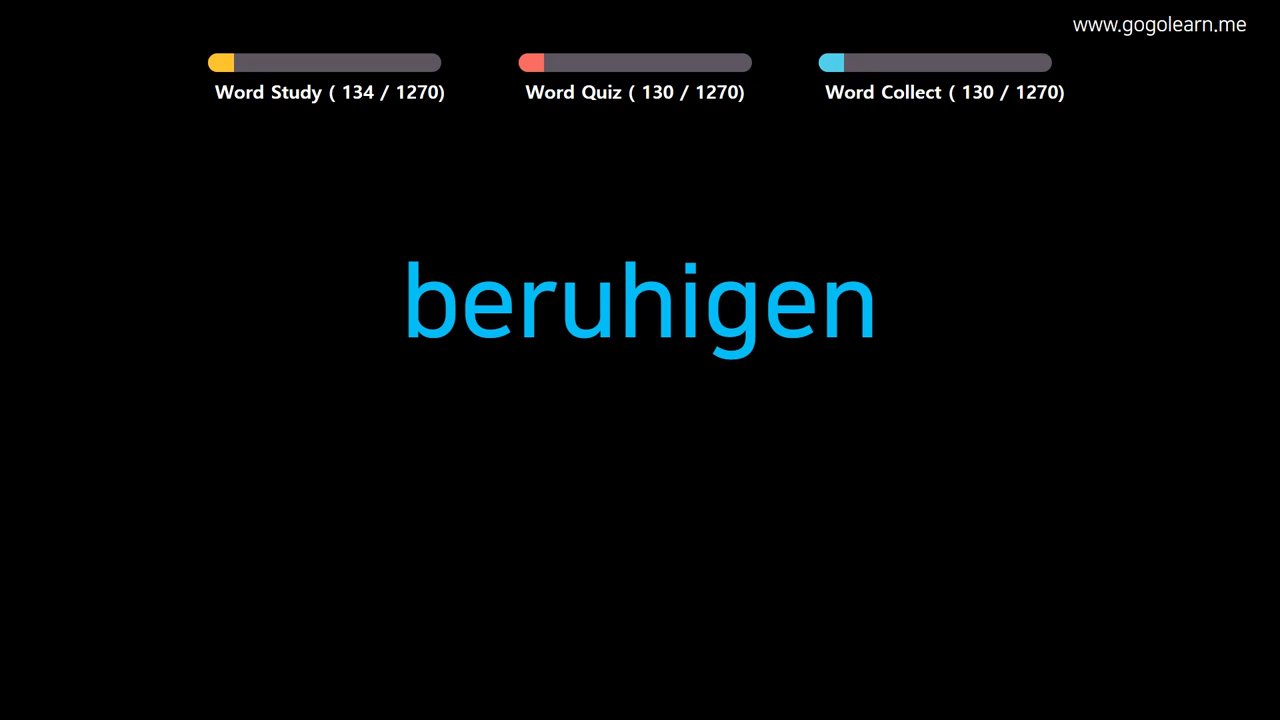 www.gogolearn.me
Word Study ( 134 / 1270)
Word Quiz ( 130 / 1270)
Word Collect ( 130 / 1270)
beruhigen